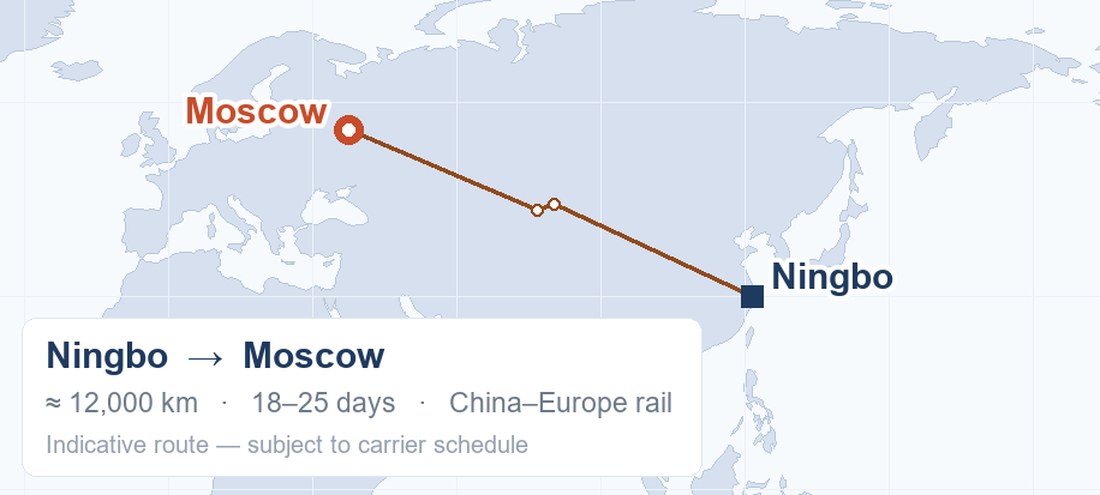 Moscow
Ningbo
Ningbo → Moscow
≈ 12,000 km · 18–25 days · China–Europe rail
Indicative route — subject to carrier schedule